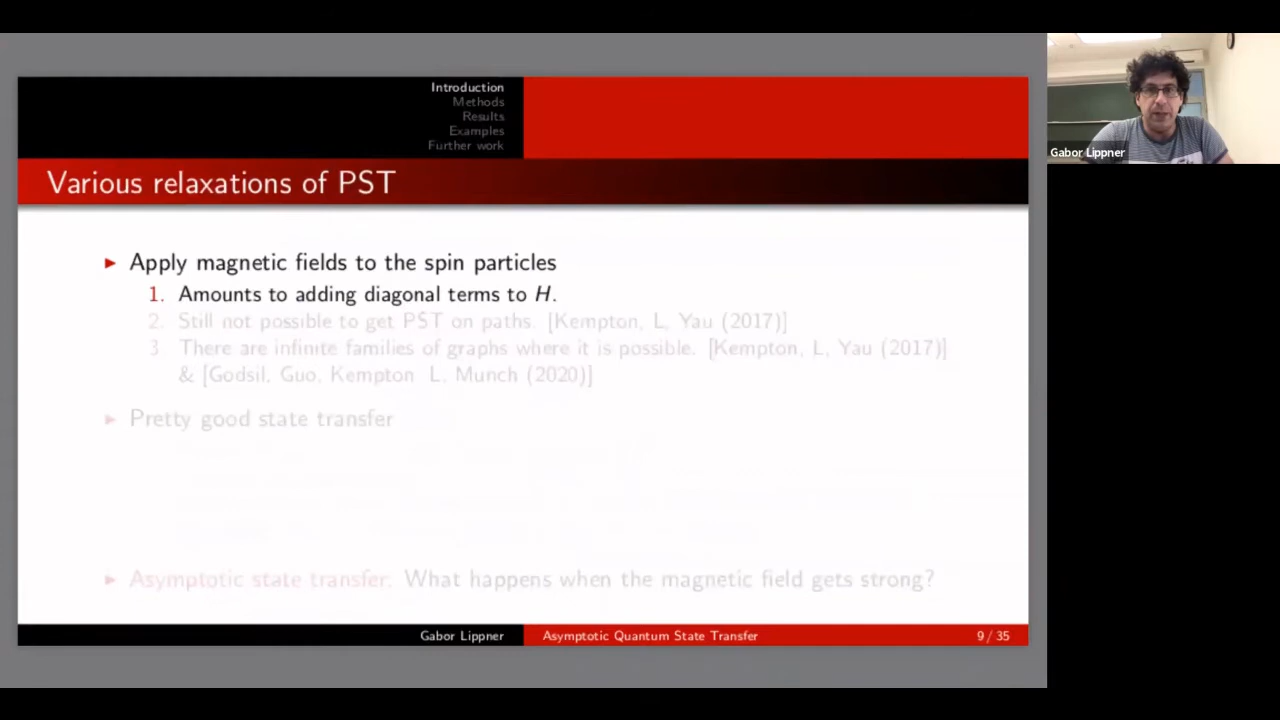 Introduction
Methods
Results
Examples
Further work
Various relaxations of PST
▶ Apply magnetic fields to the spin particles
1. Amounts to adding diagonal terms to H.
2. Still not possible to get PST on paths. [Kempton, L, Yau (2017)]
3 There are infinite families of graphs where it is possible. [Kempton, L, Yau (2017)]
& [Godsil, Guo, Kempton L, Munch (2020)]
▶ Pretty good state transfer
▶ Asymptotic state transfer. What happens when the magnetic field gets strong?
Gabor Lippner
Asymptotic Quantum State Transfer
9 / 35
Gabor Lippner